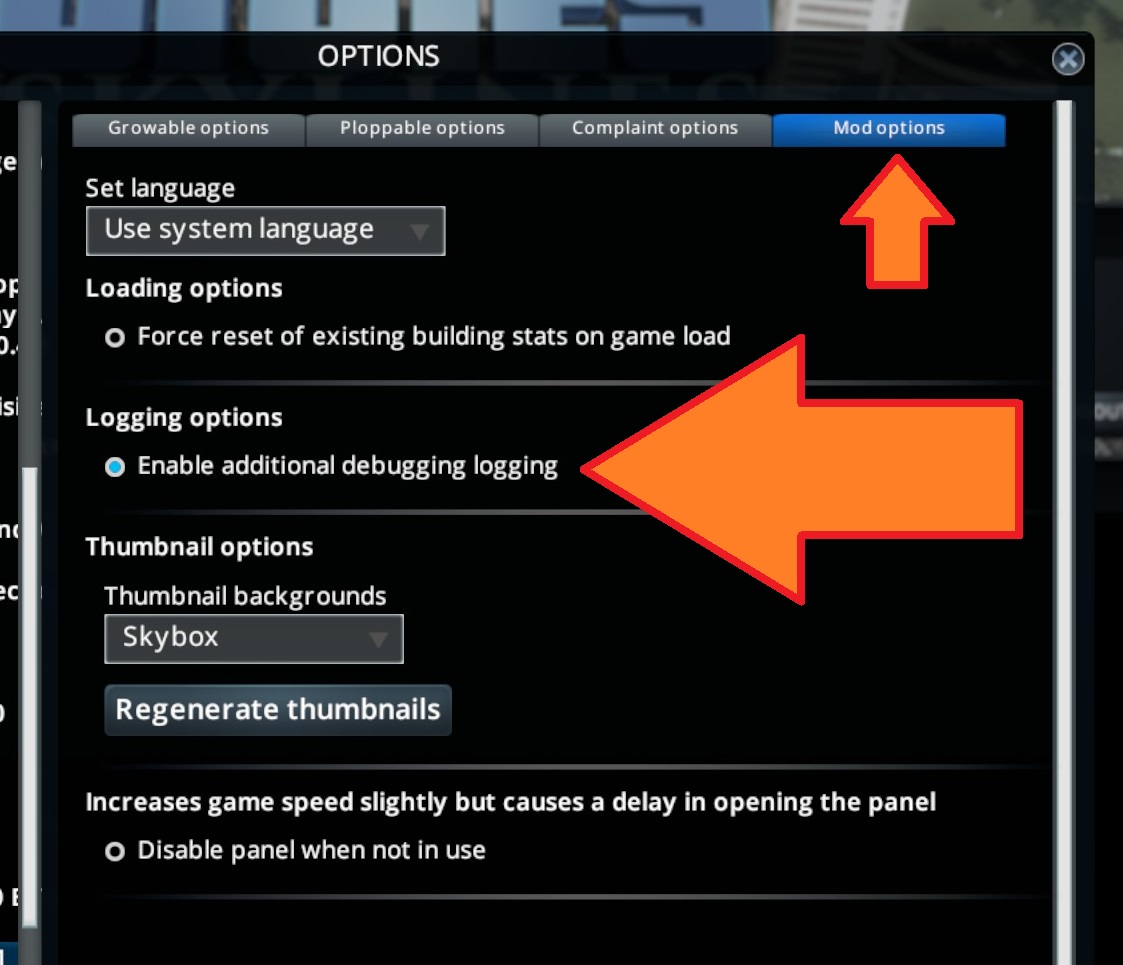 OPTIONS
Growable options
Ploppable options
Complaint options
Mod options
Set language
Use system language
Loading options
Force reset of existing building stats on game load
Logging options
Enable additional debugging logging
Thumbnail options
Thumbnail backgrounds
Skybox
Regenerate thumbnails
Increases game speed slightly but causes a delay in opening the panel
Disable panel when not in use